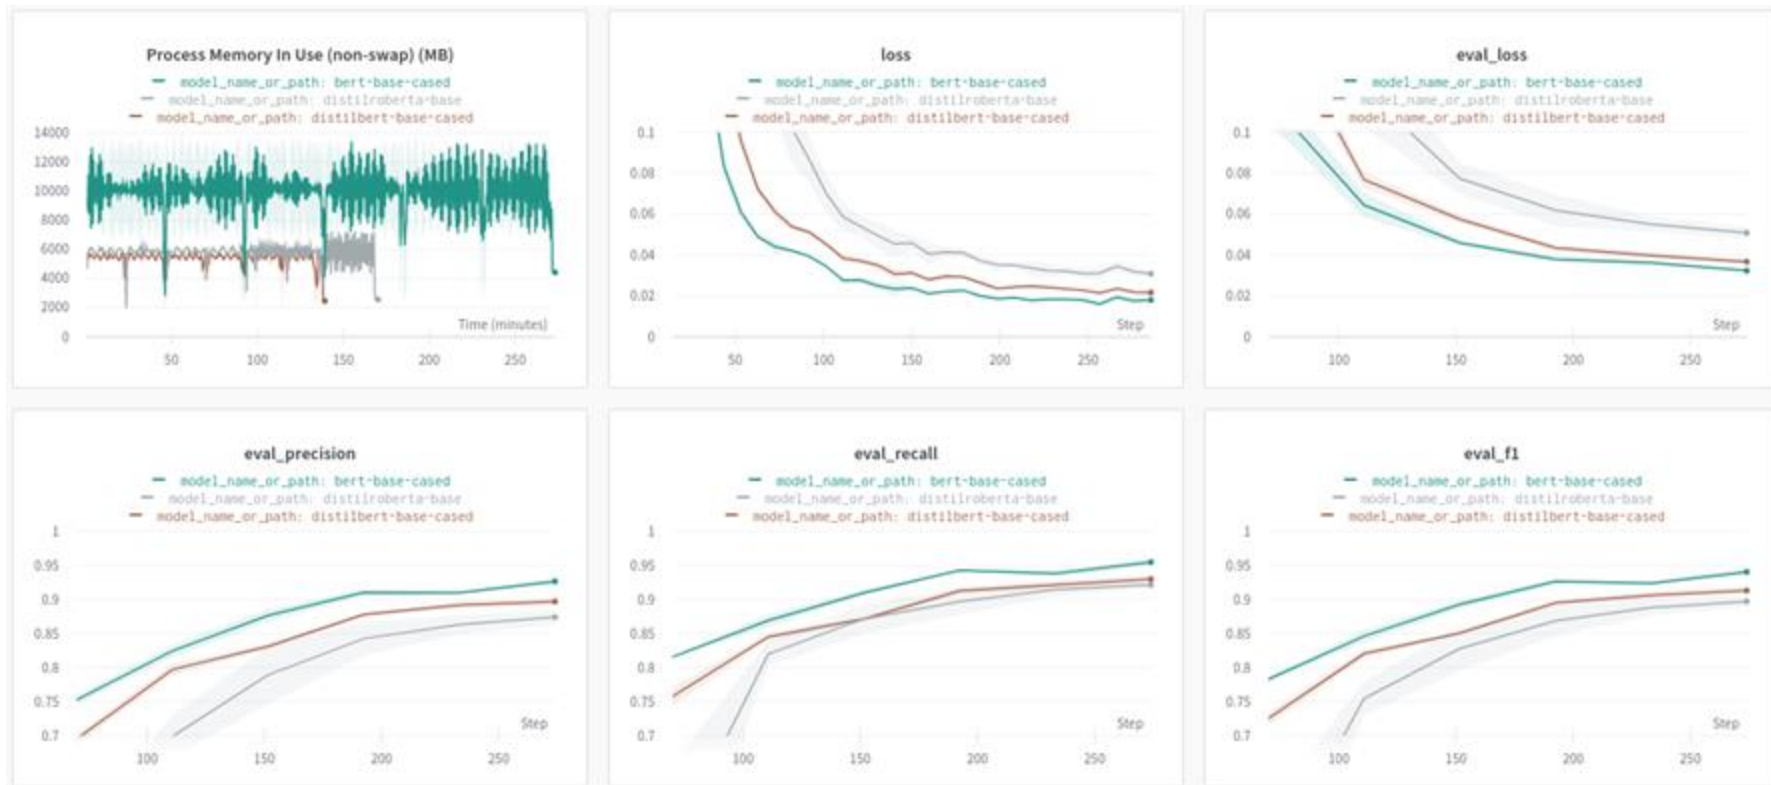 Process Memory In Use (non-swap) (MB)
model_name_or_path: bert-base-cased
model_name_or_path: distilroberta-base
model_name_or_path: distilbert-base-cased
14000
12000
10000
8000
6000
4000
2000
0
Time (minutes)
50 100 150 200 250
loss
model_name_or_path: bert-base-cased
model_name_or_path: distilroberta-base
model_name_or_path: distilbert-base-cased
0.1
0.08
0.06
0.04
0.02
0
Step
50 100 150 200 250
eval_loss
model_name_or_path: bert-base-cased
model_name_or_path: distilroberta-base
model_name_or_path: distilbert-base-cased
0.1
0.08
0.06
0.04
0.02
0
Step
100 150 200 250
eval_precision
model_name_or_path: bert-base-cased
model_name_or_path: distilroberta-base
model_name_or_path: distilbert-base-cased
1
0.95
0.9
0.85
0.8
0.75
0.7
Step
100 150 200 250
eval_recall
model_name_or_path: bert-base-cased
model_name_or_path: distilroberta-base
model_name_or_path: distilbert-base-cased
1
0.95
0.9
0.85
0.8
0.75
0.7
Step
100 150 200 250
eval_f1
model_name_or_path: bert-base-cased
model_name_or_path: distilroberta-base
model_name_or_path: distilbert-base-cased
1
0.95
0.9
0.85
0.8
0.75
0.7
Step
100 150 200 250